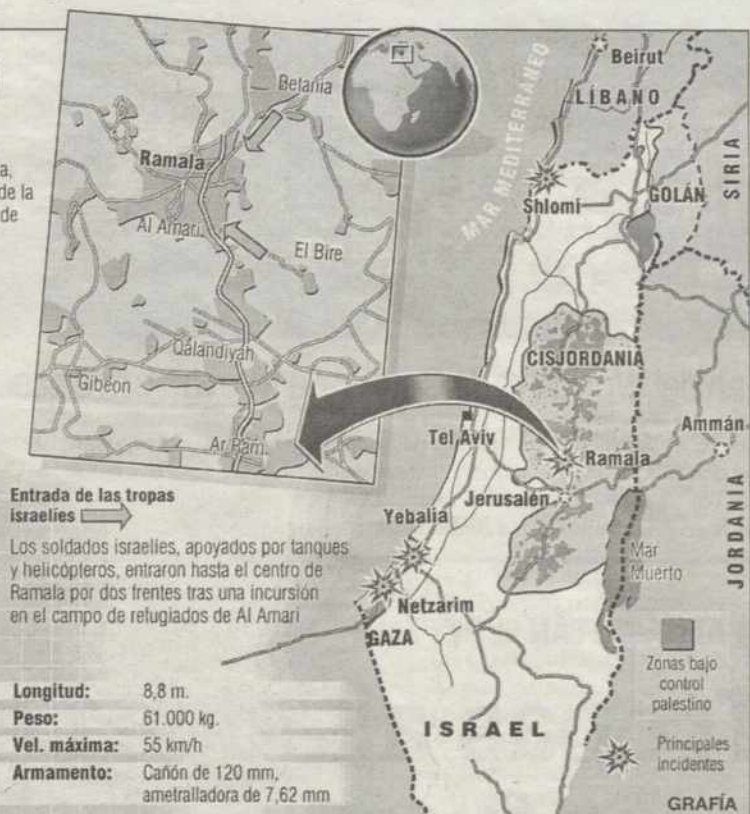 a,
de la
de
Betania
Ramala
Al Amari
El Bire
Qalandiyah
Gibeon
Ar Ram
Entrada de las tropas
israelíes
Los soldados israelíes, apoyados por tanques
y helicópteros, entraron hasta el centro de
Ramala por dos frentes tras una incursión
en el campo de refugiados de Al Amari
Longitud: 8,8 m.
Peso: 61.000 kg.
Vel. máxima: 55 km/h
Armamento: Cañón de 120 mm,
ametralladora de 7,62 mm
MAR MEDITERRÁNEO
Beirut
LÍBANO
SIRIA
GOLÁN
Shlomi
CISJORDANIA
Tel Aviv
Ramala
Ammán
Jerusalén
Yebalia
Mar
Muerto
JORDANIA
Netzarim
GAZA
ISRAEL
Zonas bajo
control
palestino
Principales
incidentes
GRAFÍA